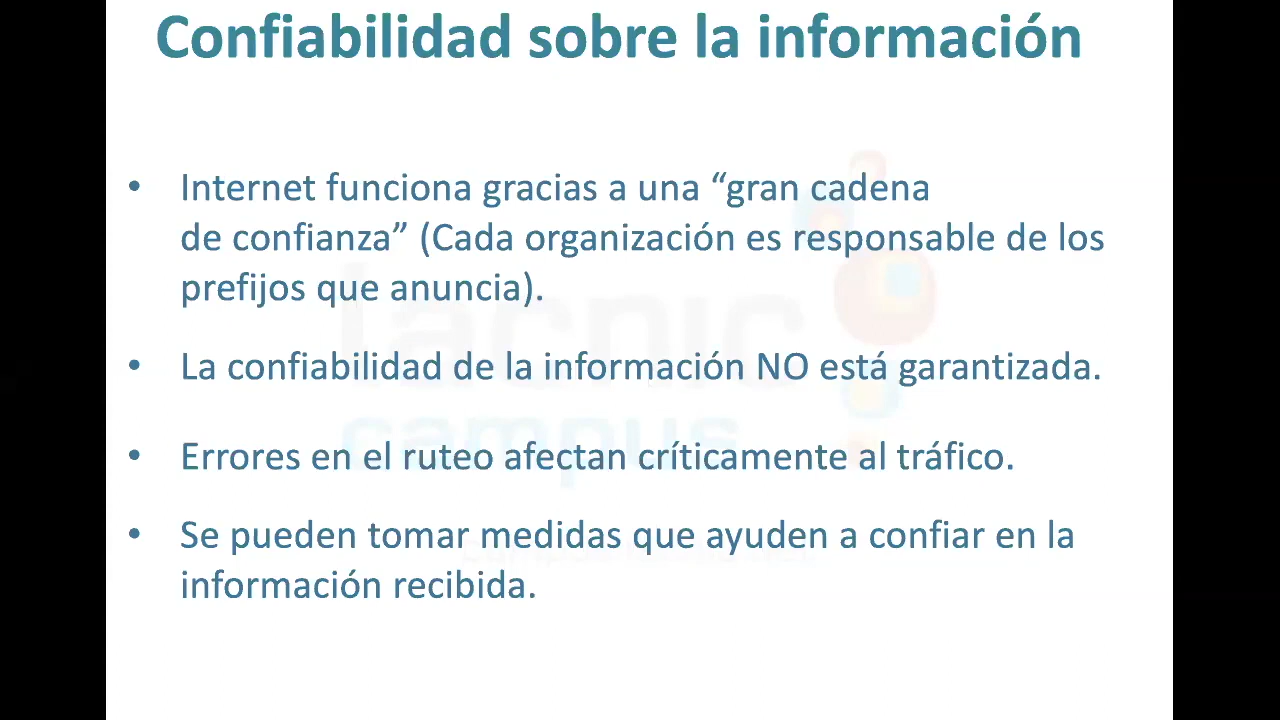 Confiabilidad sobre la información
• Internet funciona gracias a una “gran cadena
de confianza” (Cada organización es responsable de los
prefijos que anuncia).
lacnic
• La confiabilidad de la información NO está garantizada.
campus
• Errores en el ruteo afectan críticamente al tráfico.
• Se pueden tomar medidas que ayuden a confiar en la
información recibida.